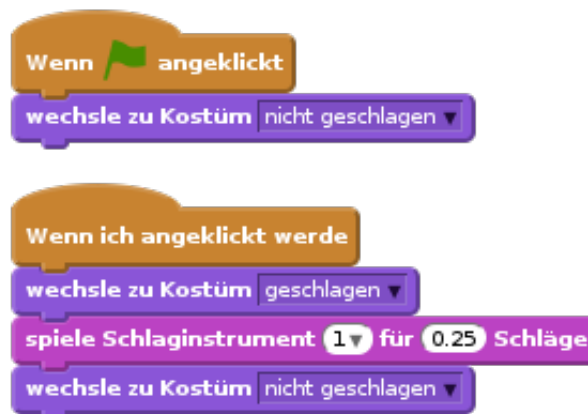 Wenn angeklickt
wechsle zu Kostüm nicht geschlagen
Wenn ich angeklickt werde
wechsle zu Kostüm geschlagen
spiele Schlaginstrument 1 für 0.25 Schläge
wechsle zu Kostüm nicht geschlagen